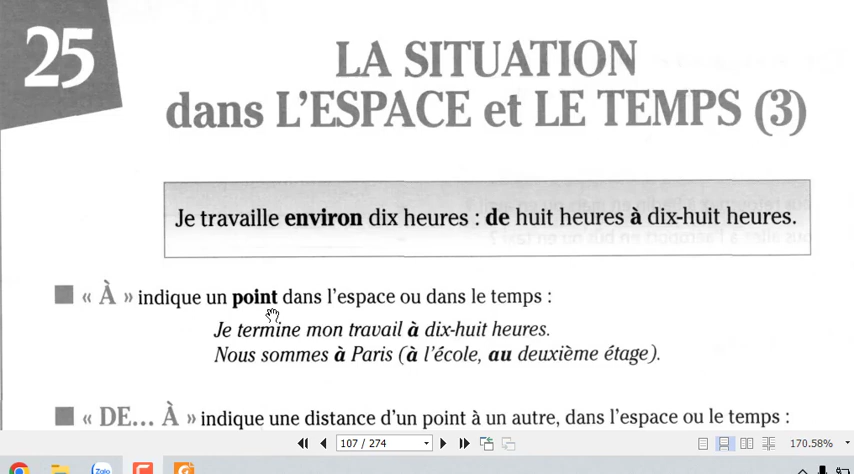 25
LA SITUATION
dans L'ESPACE et LE TEMPS (3)
Je travaille environ dix heures : de huit heures à dix-huit heures.
« À » indique un point dans l'espace ou dans le temps :
Je termine mon travail à dix-huit heures.
Nous sommes à Paris (à l'école, au deuxième étage).
« DE... À » indique une distance d'un point à un autre, dans l'espace ou le temps :
107 / 274
170.58%
Zalo